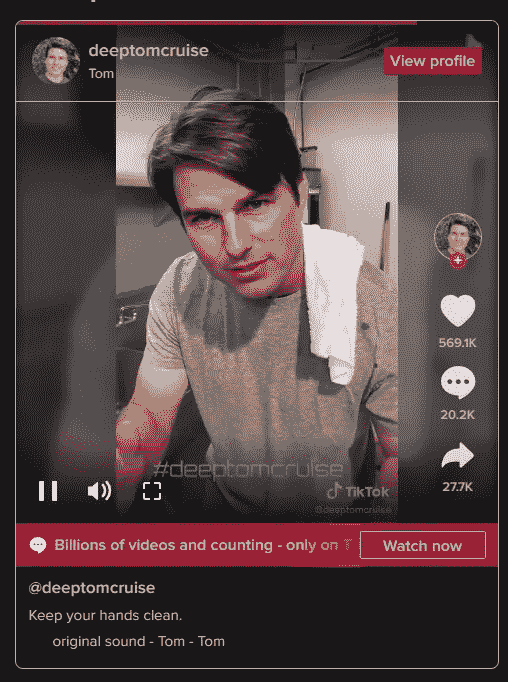 deeptomcruise
Tom
View profile
569.1K
20.2K
27.7K
#deeptomcruise
TikTok
@deeptomcruise
Billions of videos and counting - only on T
Watch now
@deeptomcruise
Keep your hands clean.
original sound - Tom - Tom